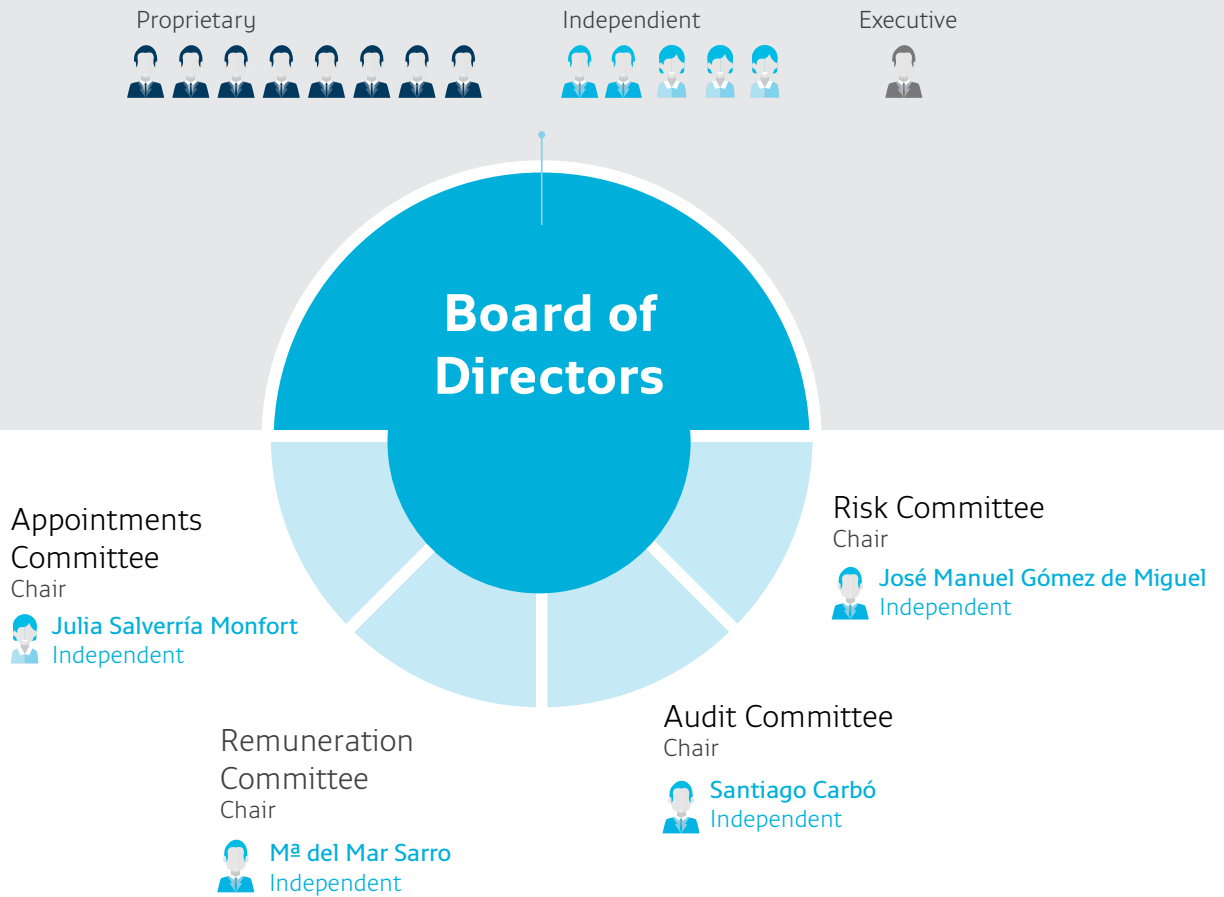 Proprietary
Independient
Executive
Board of
Directors
Appointments
Committee
Chair
Julia Salverría Monfort
Independent
Remuneration
Committee
Chair
Mª del Mar Sarro
Independent
Audit Committee
Chair
Santiago Carbó
Independent
Risk Committee
Chair
José Manuel Gómez de Miguel
Independent